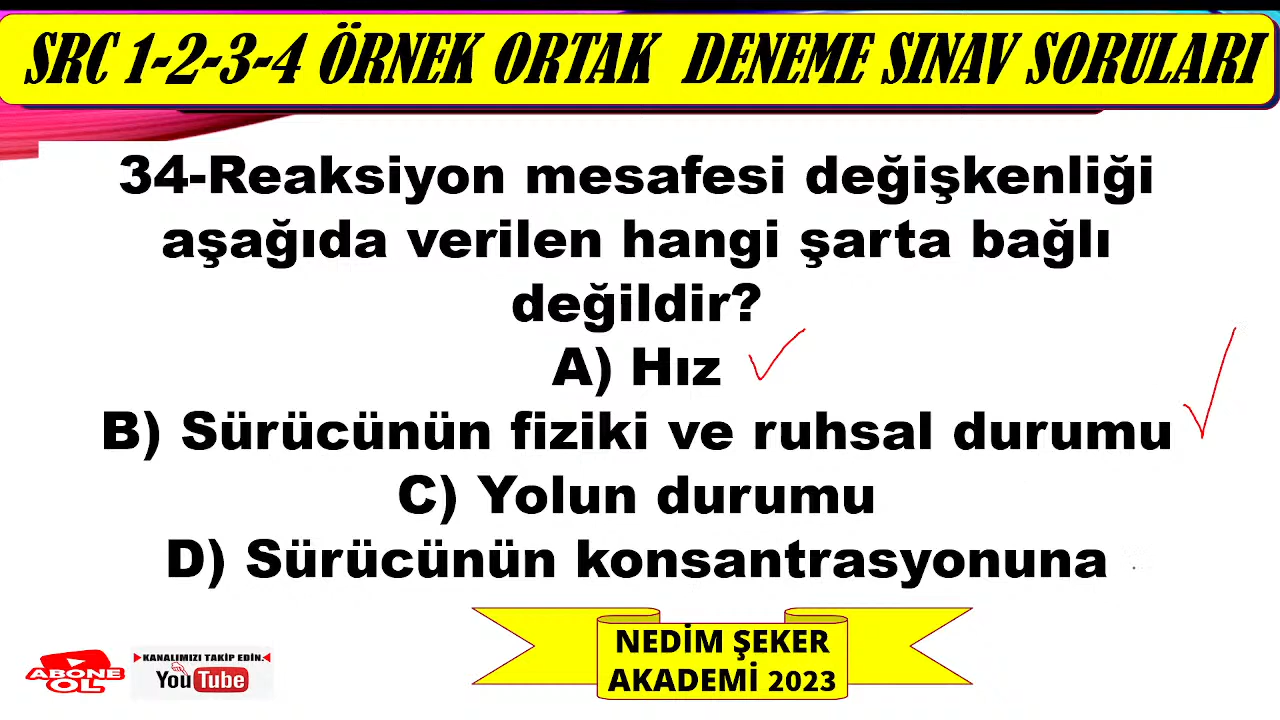 SRC 1-2-3-4 ÖRNEK ORTAK DENEME SINAV SORULARI
34-Reaksiyon mesafesi değişkenliği
aşağıda verilen hangi şarta bağlı
değildir?
A) Hız
B) Sürücünün fiziki ve ruhsal durumu
C) Yolun durumu
D) Sürücünün konsantrasyonuna
NEDİM ŞEKER
AKADEMİ 2023
ABONE
OL
KANALIMIZI TAKİP EDİN.
YouTube